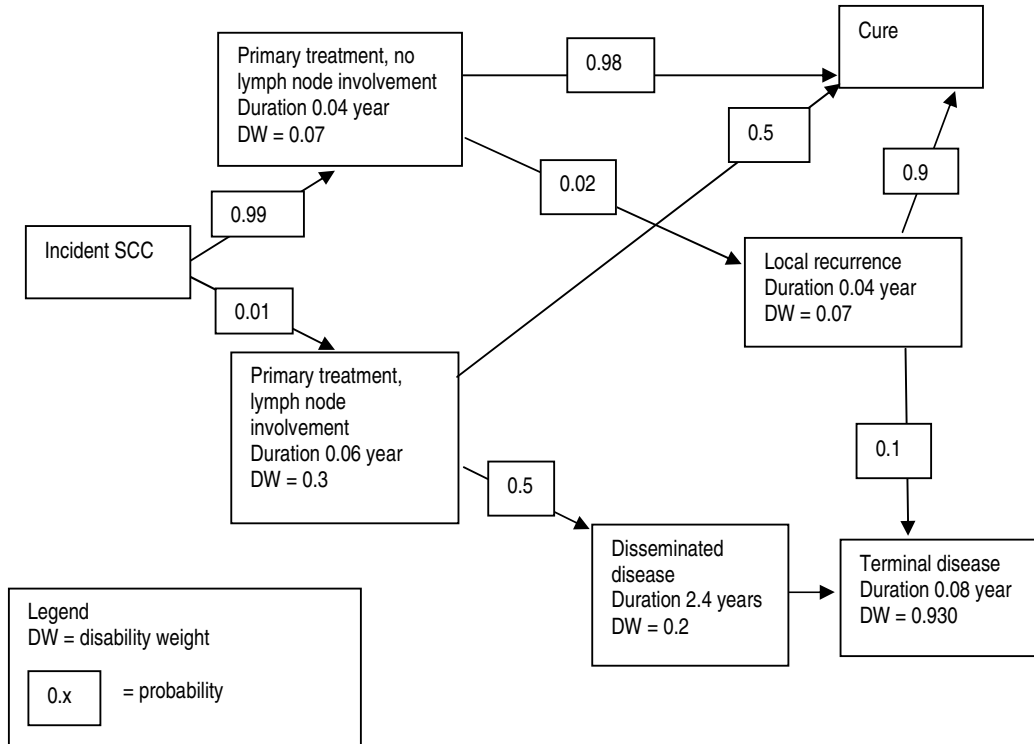 Primary treatment, no
lymph node involvement
Duration 0.04 year
DW = 0.07
0.98
Cure
0.5
0.02
0.9
0.99
Incident SCC
Local recurrence
Duration 0.04 year
DW = 0.07
0.01
Primary treatment,
lymph node
involvement
Duration 0.06 year
DW = 0.3
0.1
0.5
Disseminated
disease
Duration 2.4 years
DW = 0.2
Terminal disease
Duration 0.08 year
DW = 0.930
Legend
DW = disability weight
0.x
= probability